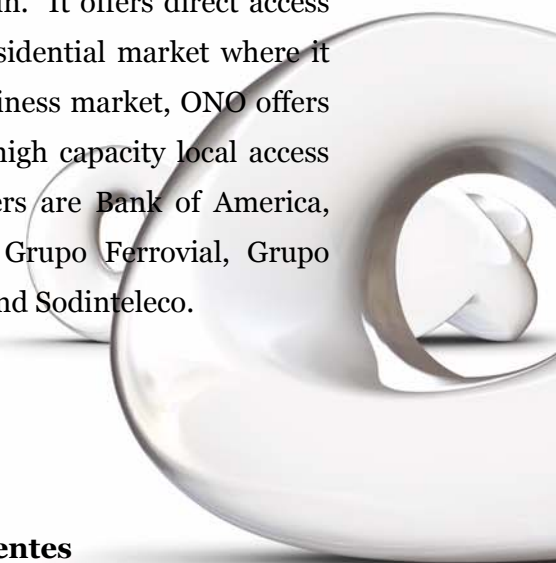 in. It offers direct access
sidential market where it
iness market, ONO offers
high capacity local access
ers are Bank of America,
Grupo Ferrovial, Grupo
nd Sodinteleco.
entes